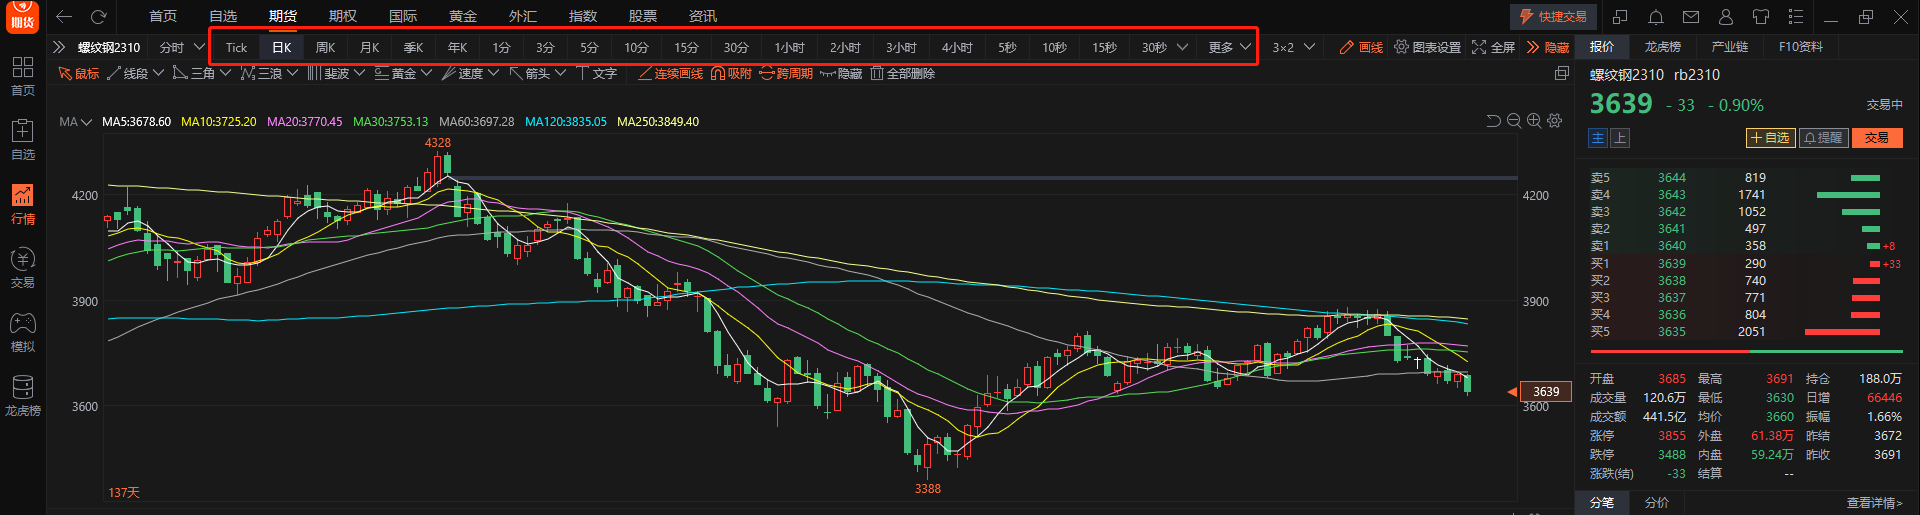 期货 首页 自选 期货 期权 国际 黄金 外汇 指数 股票 资讯 快捷交易
螺纹钢2310 分时 Tick 日K 周K 月K 季K 年K 1分 3分 5分 10分 15分 30分 1小时 2小时 3小时 4小时 5秒 10秒 15秒 30秒 更多 3×2 画线 图表设置 全屏 隐藏 报价 龙虎榜 产业链 F10资料
鼠标 线段 三角 三浪 斐波 黄金 速度 箭头 文字 连续画线 吸附 跨周期 隐藏 全部删除
首页
自选
行情
交易
模拟
龙虎榜
MA MA5:3678.60 MA10:3725.20 MA20:3770.45 MA30:3753.13 MA60:3697.28 MA120:3835.05 MA250:3849.40
4328
4200 4200
3900 3900
3639
3600 3600
3388
137天
螺纹钢2310 rb2310
3639 -33 -0.90% 交易中
主 上 +自选 提醒 交易
卖5 3644 819
卖4 3643 1741
卖3 3642 1052
卖2 3641 497
卖1 3640 358 +8
买1 3639 290 +33
买2 3638 740
买3 3637 771
买4 3636 804
买5 3635 2051
开盘 3685 最高 3691 持仓 188.0万
成交量 120.6万 最低 3630 日增 66446
成交额 441.5亿 均价 3660 振幅 1.66%
涨停 3855 外盘 61.38万 昨结 3672
跌停 3488 内盘 59.24万 昨收 3691
涨跌(结) -33 结算 --
分笔 分价 查看详情>